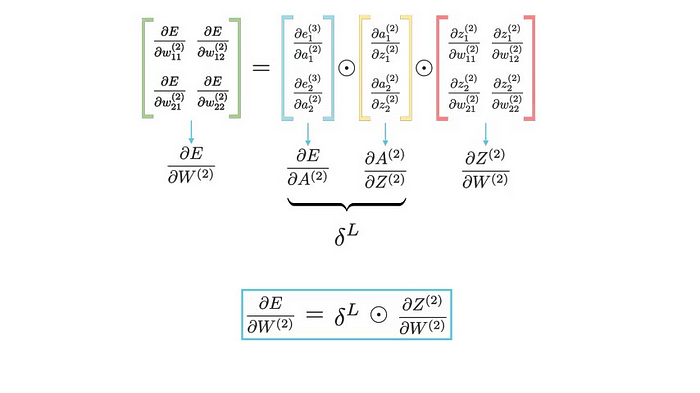 [∂E/∂w₁₁⁽²⁾ ∂E/∂w₁₂⁽²⁾ ; ∂E/∂w₂₁⁽²⁾ ∂E/∂w₂₂⁽²⁾] = [∂e₁⁽³⁾/∂a₁⁽²⁾ ; ∂e₂⁽³⁾/∂a₂⁽²⁾] ⊙ [∂a₁⁽²⁾/∂z₁⁽²⁾ ; ∂a₂⁽²⁾/∂z₂⁽²⁾] ⊙ [∂z₁⁽²⁾/∂w₁₁⁽²⁾ ∂z₁⁽²⁾/∂w₁₂⁽²⁾ ; ∂z₂⁽²⁾/∂w₂₁⁽²⁾ ∂z₂⁽²⁾/∂w₂₂⁽²⁾]
∂E/∂W⁽²⁾ ∂E/∂A⁽²⁾ ∂A⁽²⁾/∂Z⁽²⁾ ∂Z⁽²⁾/∂W⁽²⁾
δᴸ
∂E/∂W⁽²⁾ = δᴸ ⊙ ∂Z⁽²⁾/∂W⁽²⁾